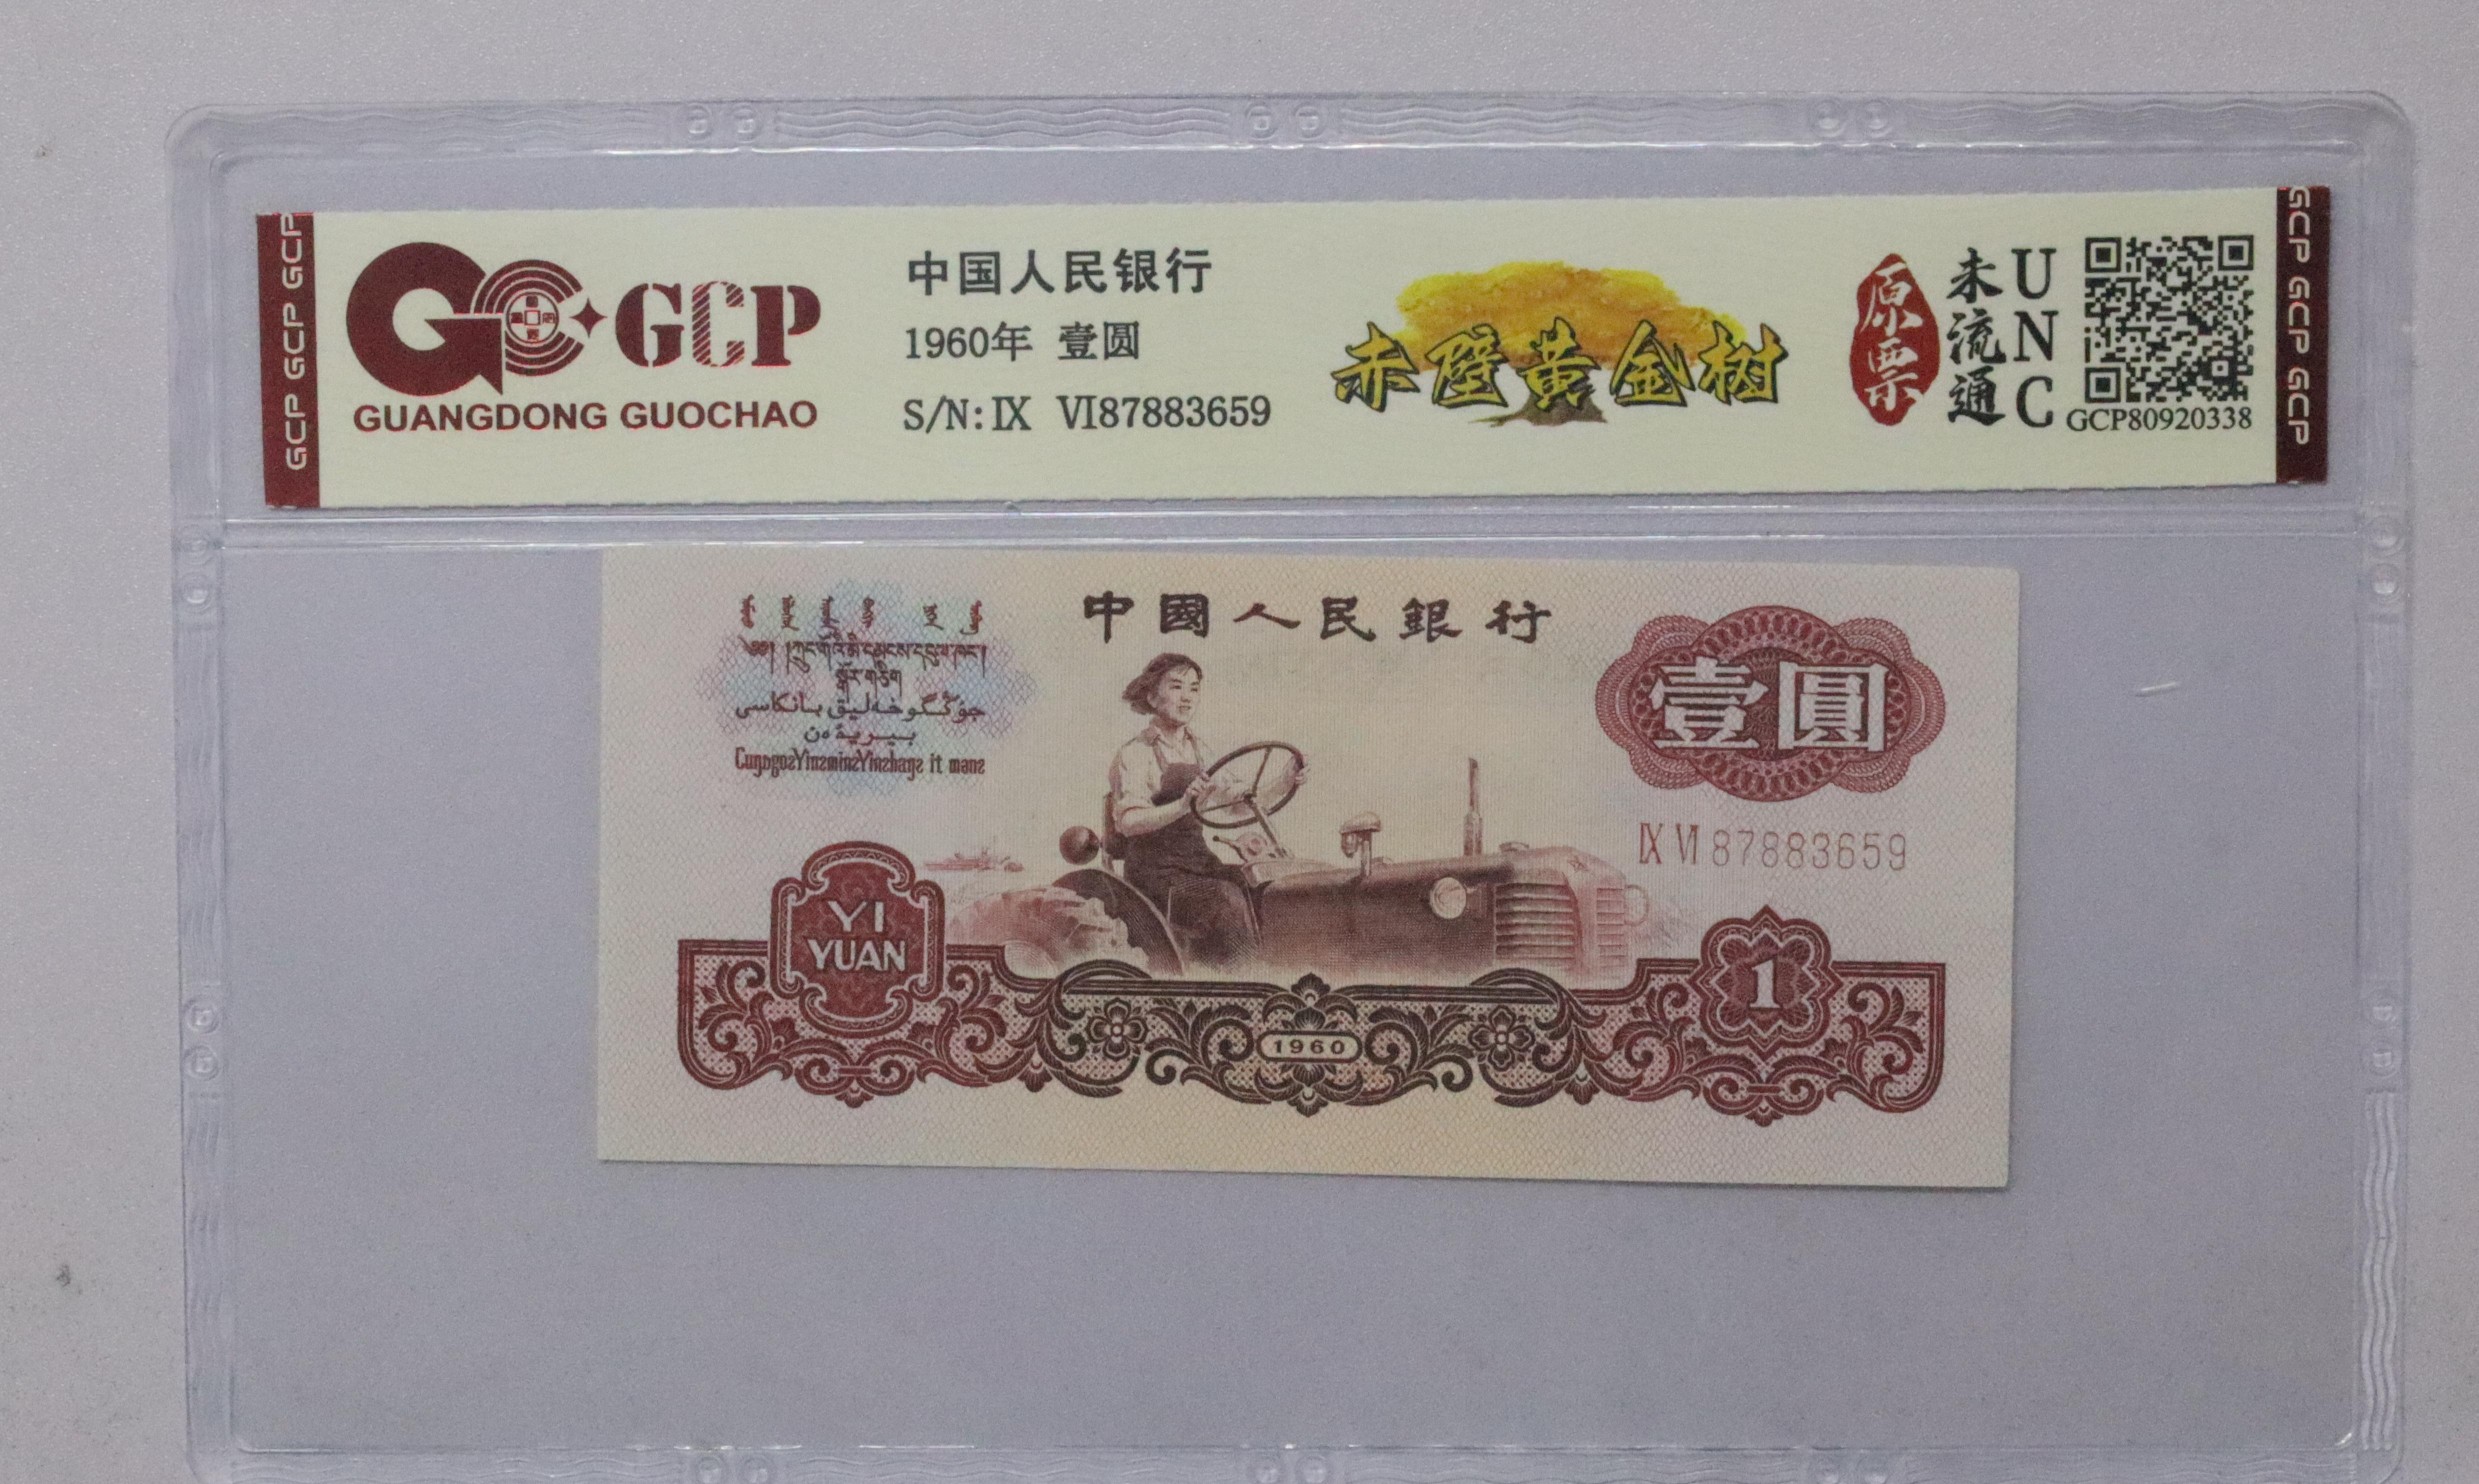 GCP GCP GCP
GCP
GUANGDONG GUOCHAO
中国人民银行
1960年 壹圆
S/N: IX VI87883659
赤壁黄金树
原票
未流通
UNC
GCP80920338
GCP GCP GCP
中國人民銀行
壹圓
IX VI 87883659
YI
YUAN
1960
1